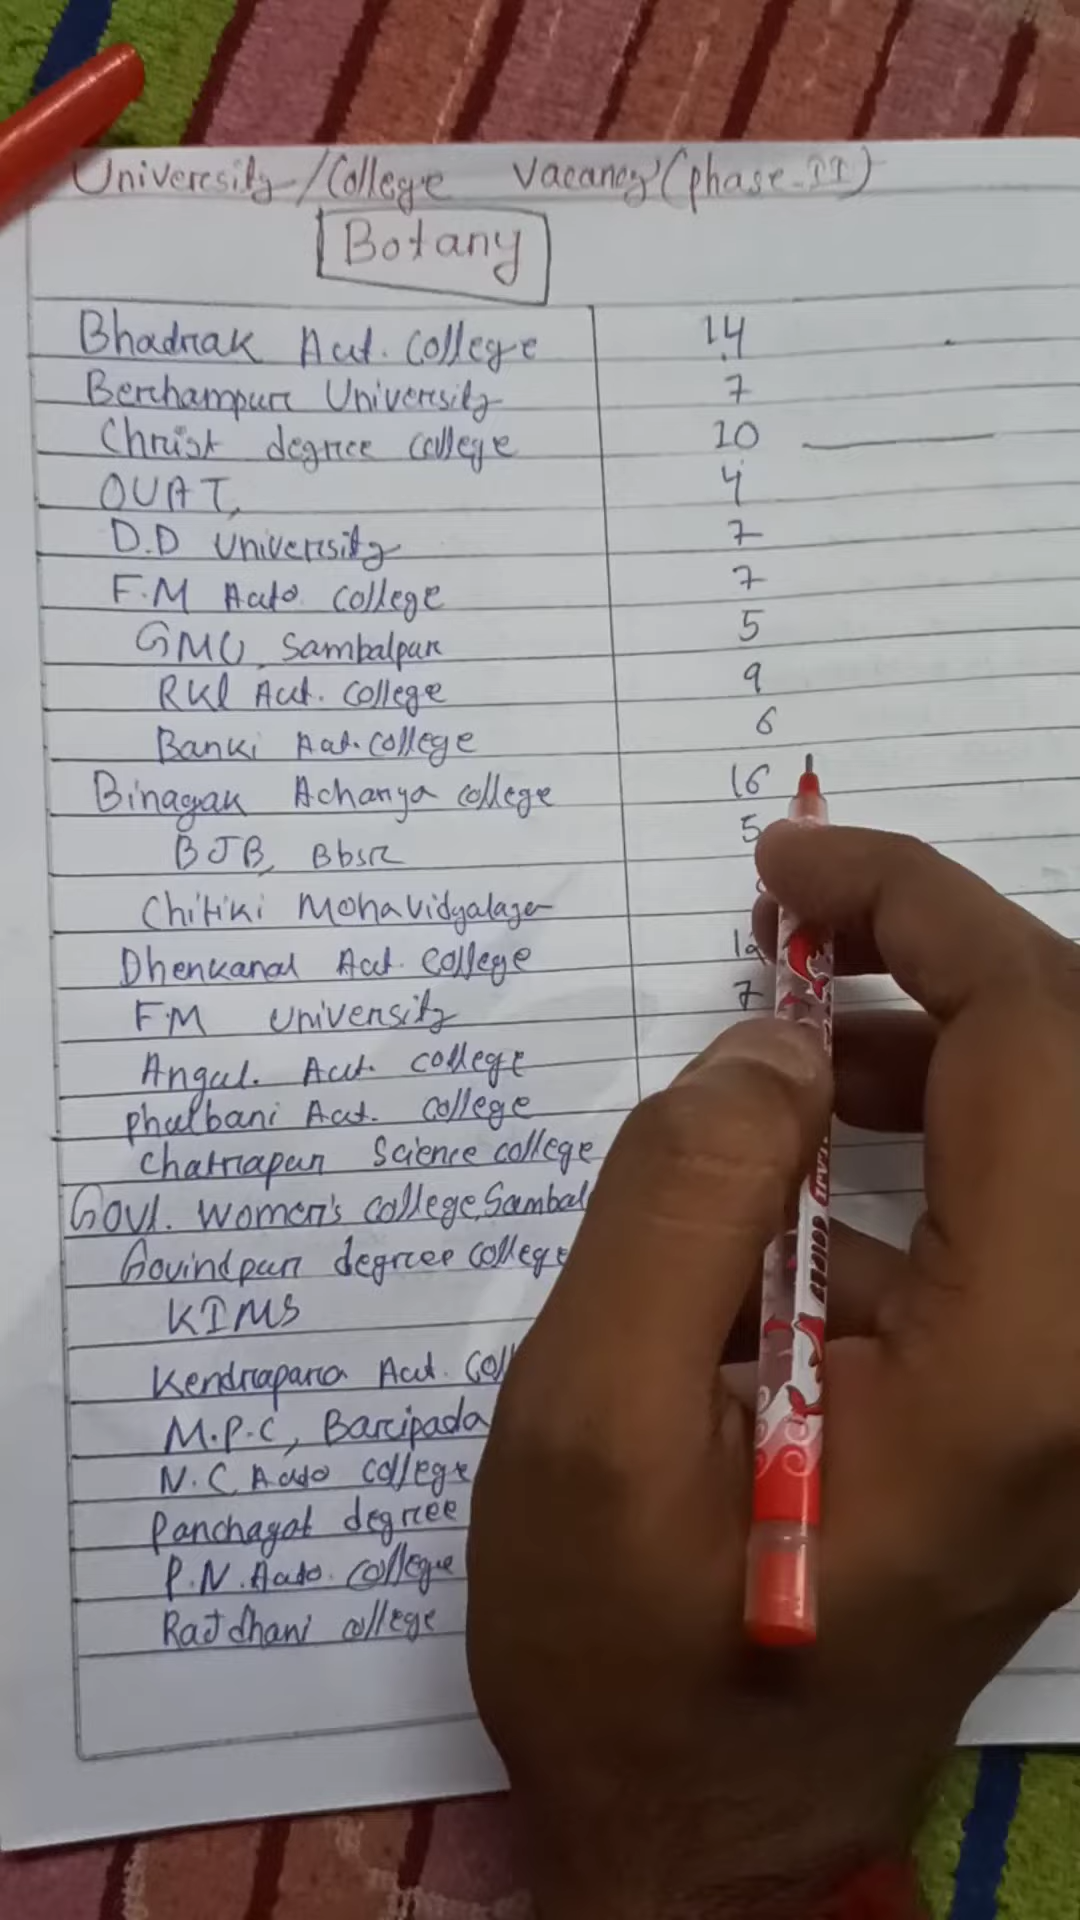 Univercsity/College Vacancy (phase-II)
Botany
Bhadrak Aut. College 14
Berhampur University 7
Christ degree college 10
OUAT, 4
D.D University 7
F.M Auto College 7
GMU, Sambalpur 5
RKL Aut. College 9
Banki Aut. College 6
Binayak Acharya college 16
BJB, Bbsr 5
Chitiki Mohavidyalaya
Dhenkanal Aut. College
FM University 7
Angul. Aut. college
Phulbani Aut. College
Chatrapur Science college
Govt. Women's college, Sambal
Govindpur degree college
KIMS
Kendrapara Aut. Coll
M.P.C, Baripada
N.C Auto College
Panchayat degree
P.N. Auto. College
Rajdhani college